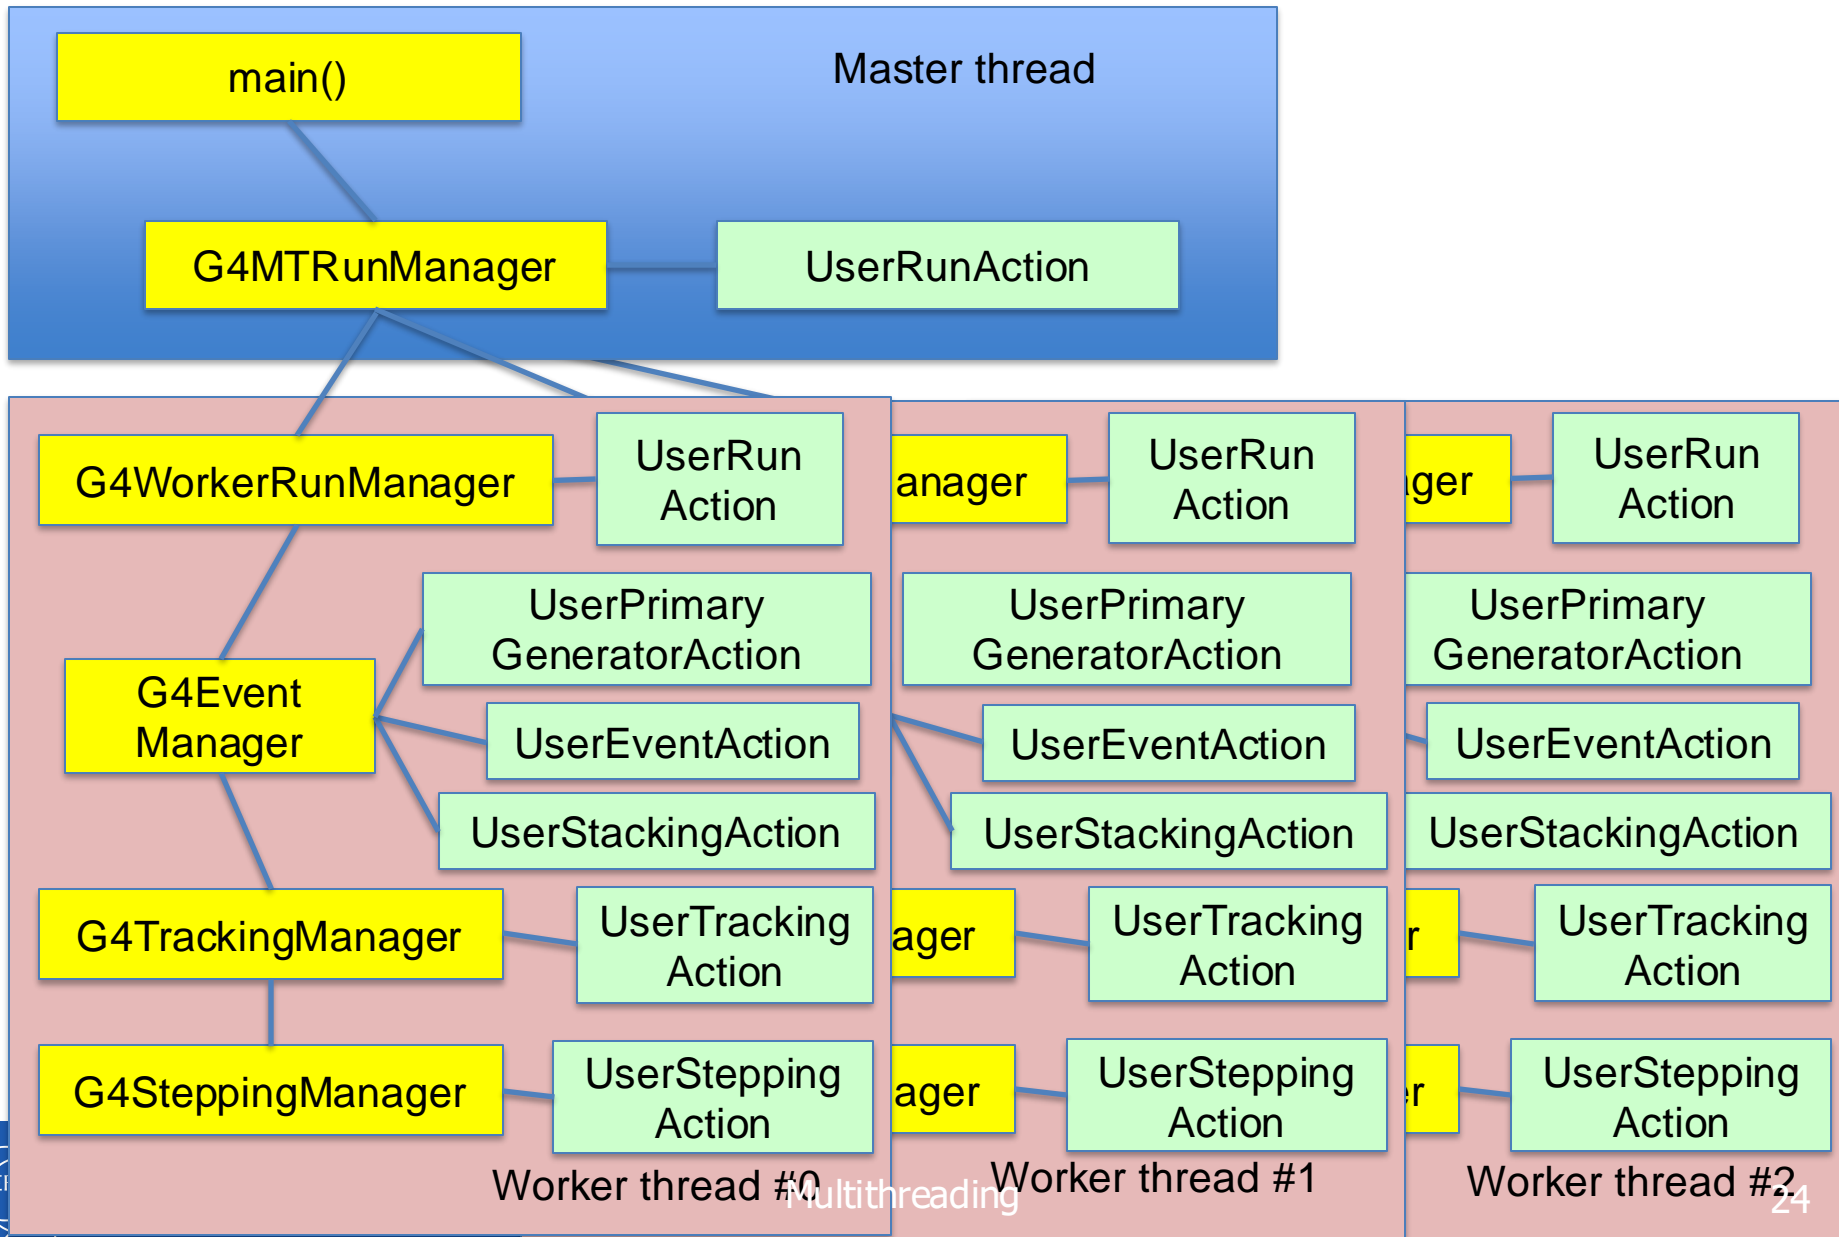 main()
Master thread
G4MTRunManager
UserRunAction
G4WorkerRunManager
UserRun
Action
anager
UserRun
Action
ager
UserRun
Action
UserPrimary
GeneratorAction
UserPrimary
GeneratorAction
UserPrimary
GeneratorAction
G4Event
Manager
UserEventAction
UserEventAction
UserEventAction
UserStackingAction
UserStackingAction
UserStackingAction
G4TrackingManager
UserTracking
Action
ager
UserTracking
Action
r
UserTracking
Action
G4SteppingManager
UserStepping
Action
ager
UserStepping
Action
er
UserStepping
Action
Worker thread #0
Worker thread #1
Worker thread #2
Multithreading
24